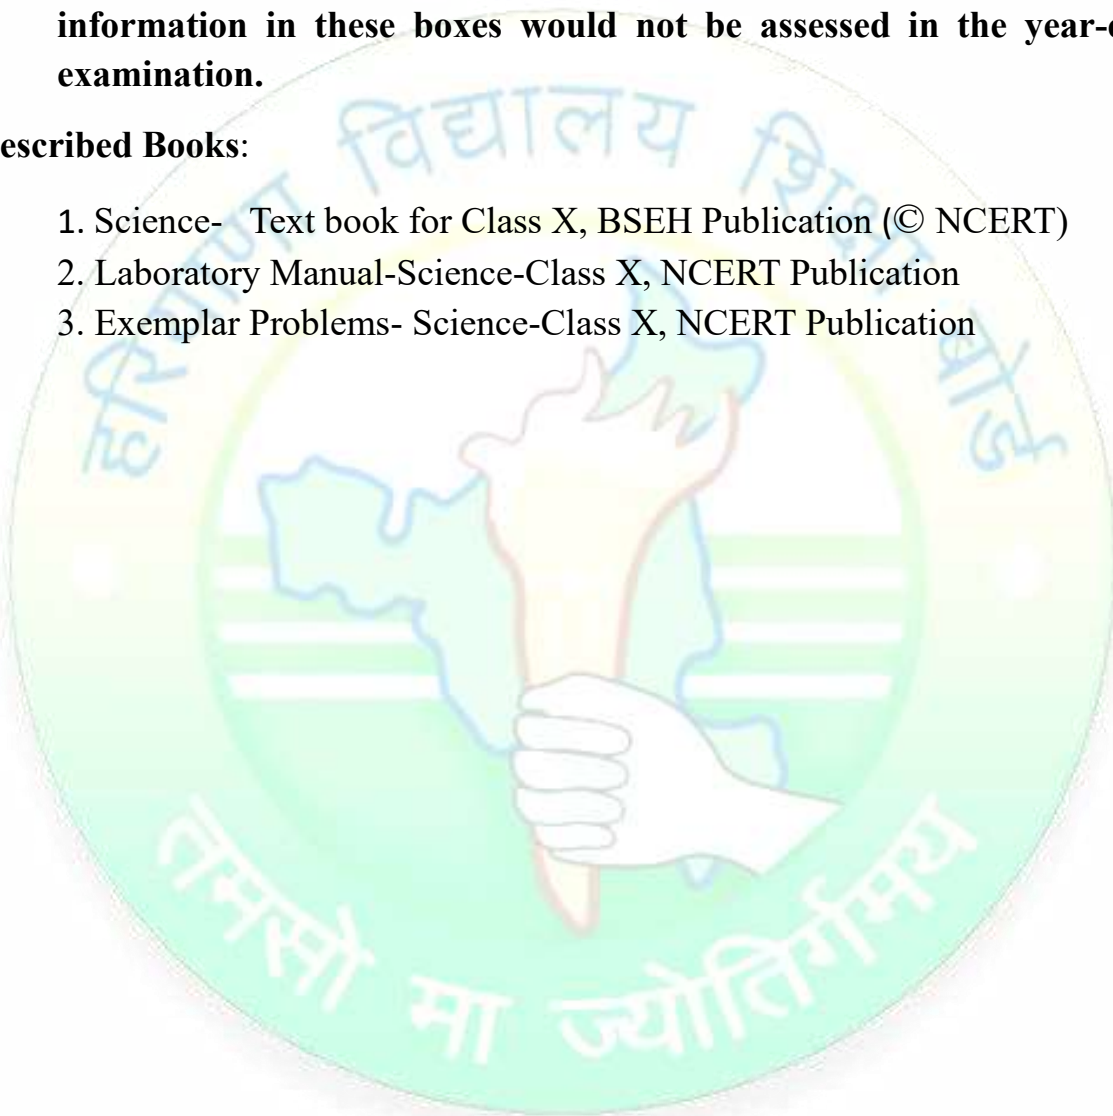 information in these boxes would not be assessed in the year-e
examination.
escribed Books:
1. Science- Text book for Class X, BSEH Publication (© NCERT)
2. Laboratory Manual-Science-Class X, NCERT Publication
3. Exemplar Problems- Science-Class X, NCERT Publication
हरियाणा विद्यालय शिक्षा बोर्ड
तमसो मा ज्योतिर्गमय